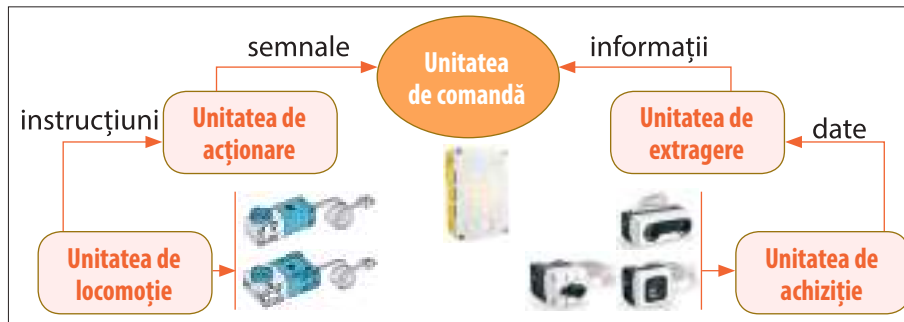 semnale
Unitatea
de comandă
informații
instrucțiuni
Unitatea de
acționare
Unitatea de
extragere
date
Unitatea de
locomoție
Unitatea de
achiziție